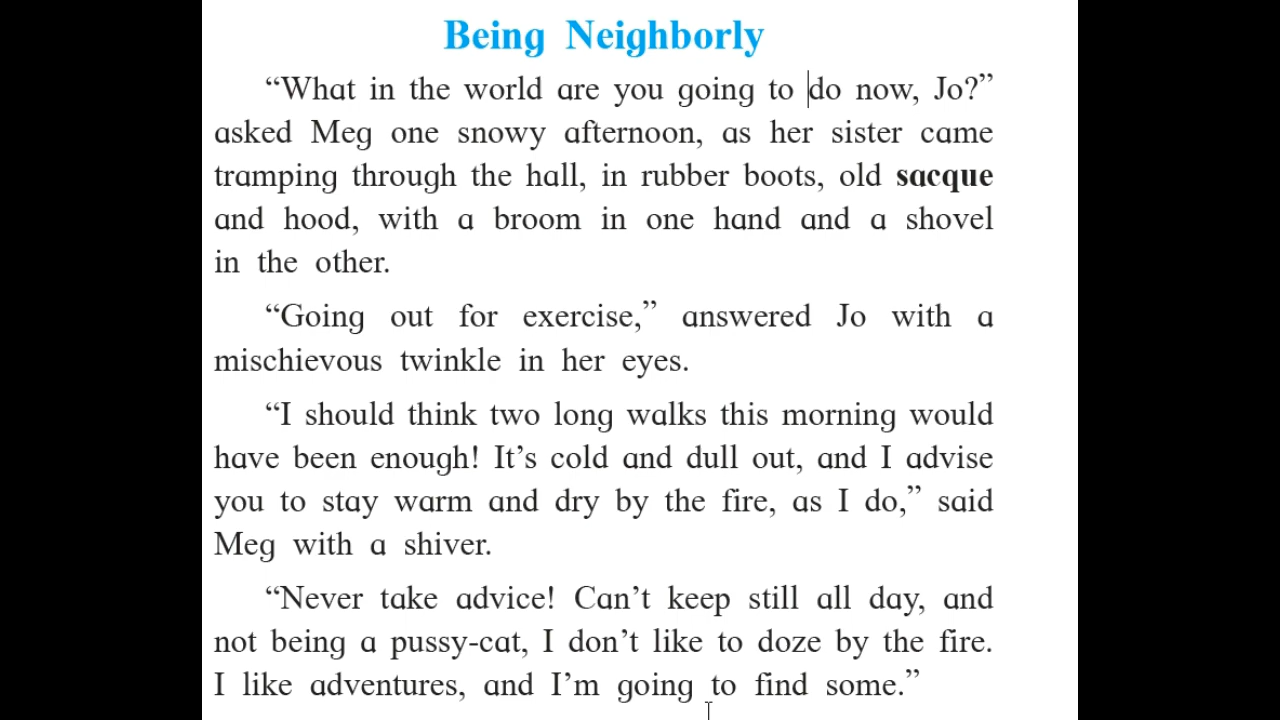 Being Neighborly
“What in the world are you going to do now, Jo?”
asked Meg one snowy afternoon, as her sister came
tramping through the hall, in rubber boots, old sacque
and hood, with a broom in one hand and a shovel
in the other.
“Going out for exercise,” answered Jo with a
mischievous twinkle in her eyes.
“I should think two long walks this morning would
have been enough! It’s cold and dull out, and I advise
you to stay warm and dry by the fire, as I do,” said
Meg with a shiver.
“Never take advice! Can’t keep still all day, and
not being a pussy-cat, I don’t like to doze by the fire.
I like adventures, and I’m going to find some.”